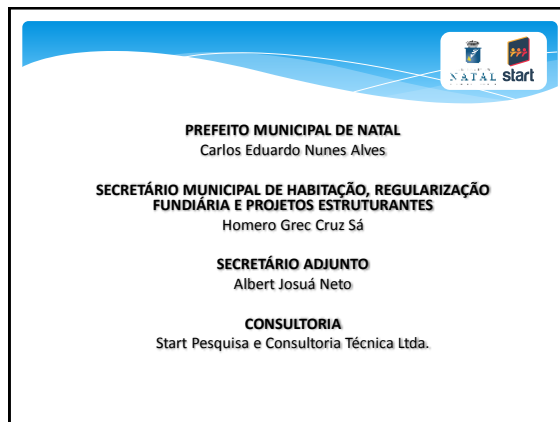 NATAL start
PREFEITO MUNICIPAL DE NATAL
Carlos Eduardo Nunes Alves
SECRETÁRIO MUNICIPAL DE HABITAÇÃO, REGULARIZAÇÃO
FUNDIÁRIA E PROJETOS ESTRUTURANTES
Homero Grec Cruz Sá
SECRETÁRIO ADJUNTO
Albert Josuá Neto
CONSULTORIA
Start Pesquisa e Consultoria Técnica Ltda.